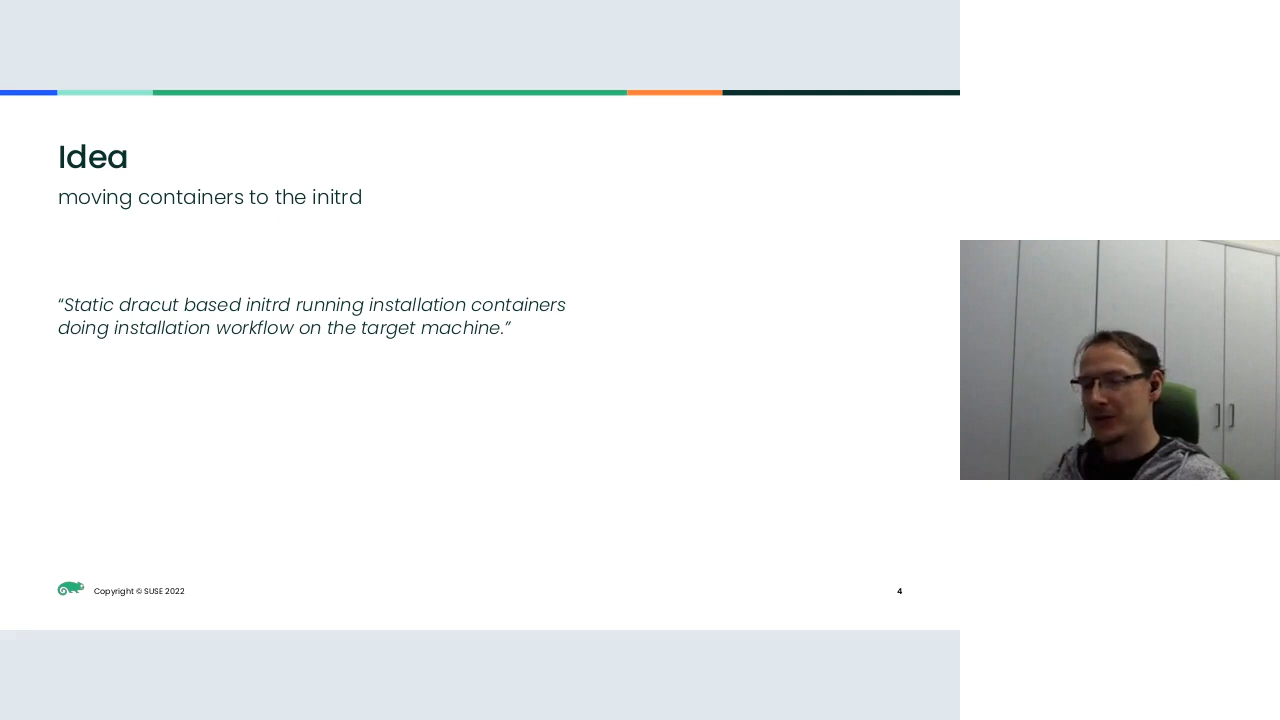 Idea
moving containers to the initrd
“Static dracut based initrd running installation containers
doing installation workflow on the target machine.”
Copyright © SUSE 2022
4